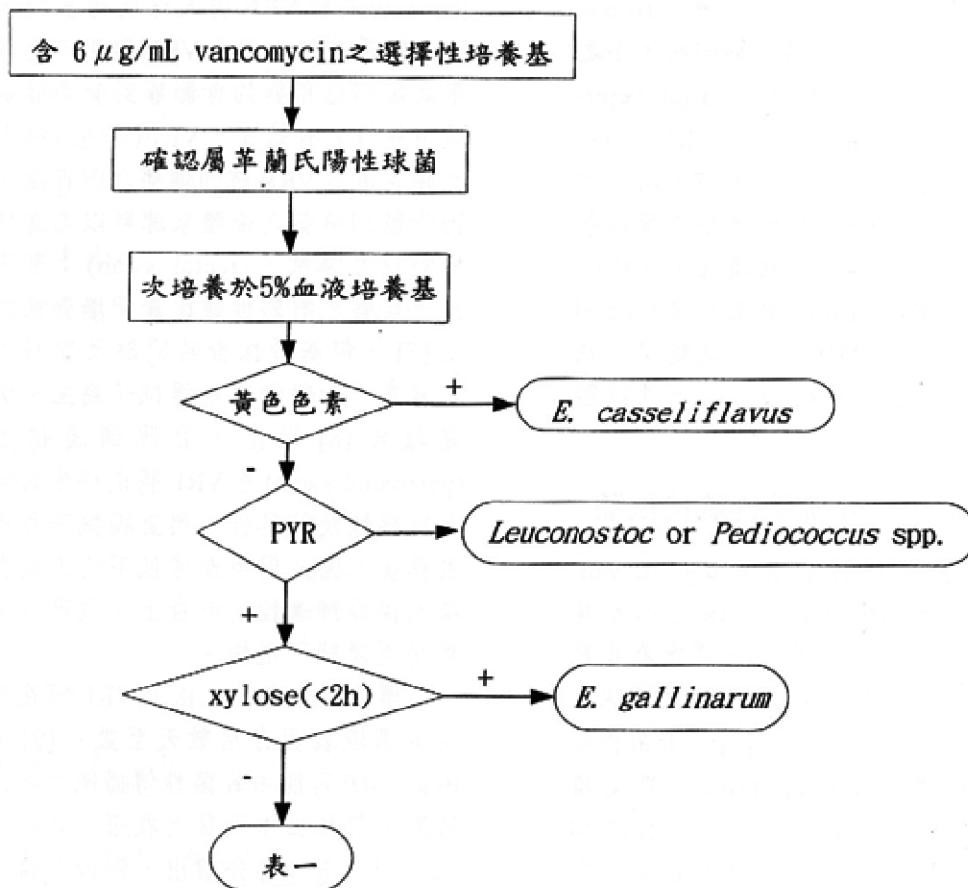 含 6 μg/mL vancomycin之選擇性培養基
確認屬革蘭氏陽性球菌
次培養於5%血液培養基
黃色色素
+
E. casseliflavus
-
PYR
-
Leuconostoc or Pediococcus spp.
+
xylose(<2h)
+
E. gallinarum
-
表一